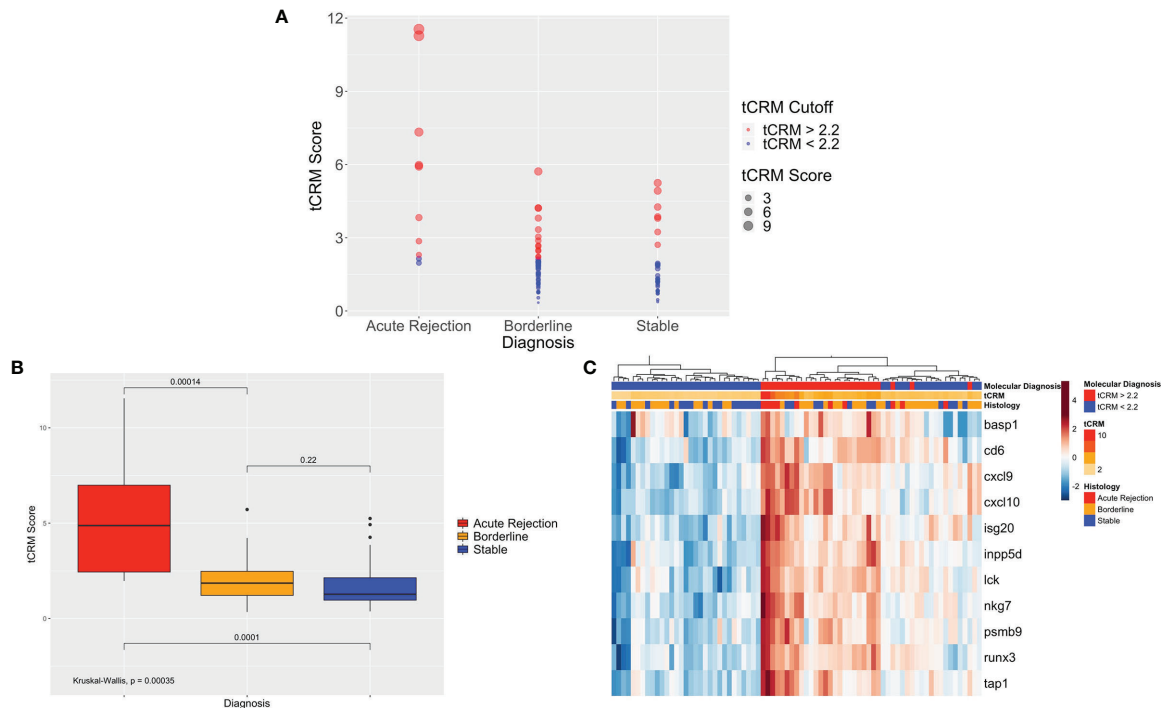 A
12
9
6
3
0
tCRM Score
Acute Rejection
Borderline
Stable
Diagnosis
tCRM Cutoff
tCRM > 2.2
tCRM < 2.2
tCRM Score
3
6
9
B
0.00014
0.22
10
5
0
tCRM Score
0.0001
Kruskal-Wallis, p = 0.00035
Diagnosis
Acute Rejection
Borderline
Stable
C
Molecular Diagnosis
tCRM
Histology
basp1
cd6
cxcl9
cxcl10
isg20
inpp5d
lck
nkg7
psmb9
runx3
tap1
4
2
0
-2
Molecular Diagnosis
tCRM > 2.2
tCRM < 2.2
tCRM
10
2
Histology
Acute Rejection
Borderline
Stable